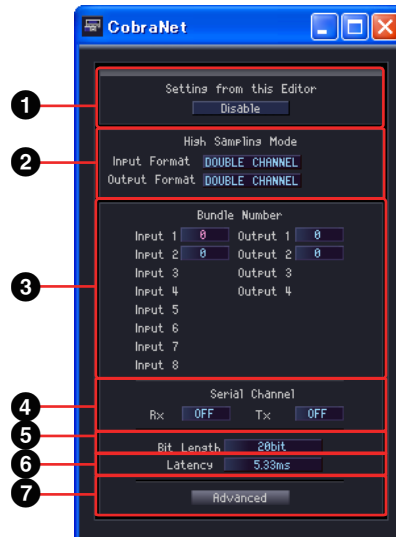 CobraNet
1
Setting from this Editor
Disable
2
High Sampling Mode
Input Format DOUBLE CHANNEL
Output Format DOUBLE CHANNEL
3
Bundle Number
Input 1 0 Output 1 0
Input 2 0 Output 2 0
Input 3 Output 3
Input 4 Output 4
Input 5
Input 6
Input 7
Input 8
4
Serial Channel
Rx OFF Tx OFF
5
Bit Length 20bit
6
Latency 5.33ms
7
Advanced